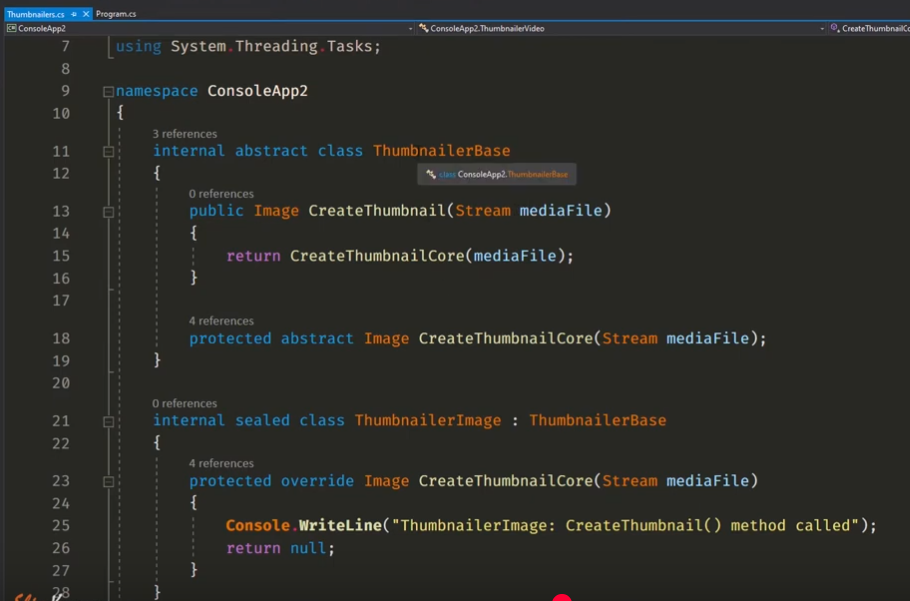 Thumbnailers.cs Program.cs
ConsoleApp2 ConsoleApp2.ThumbnailerVideo CreateThumbnailCo
7 using System.Threading.Tasks;
8
9 namespace ConsoleApp2
10 {
3 references
11 internal abstract class ThumbnailerBase
class ConsoleApp2.ThumbnailerBase
12 {
0 references
13 public Image CreateThumbnail(Stream mediaFile)
14 {
15 return CreateThumbnailCore(mediaFile);
16 }
17
4 references
18 protected abstract Image CreateThumbnailCore(Stream mediaFile);
19 }
20
0 references
21 internal sealed class ThumbnailerImage : ThumbnailerBase
22 {
4 references
23 protected override Image CreateThumbnailCore(Stream mediaFile)
24 {
25 Console.WriteLine("ThumbnailerImage: CreateThumbnail() method called");
26 return null;
27 }
28 }